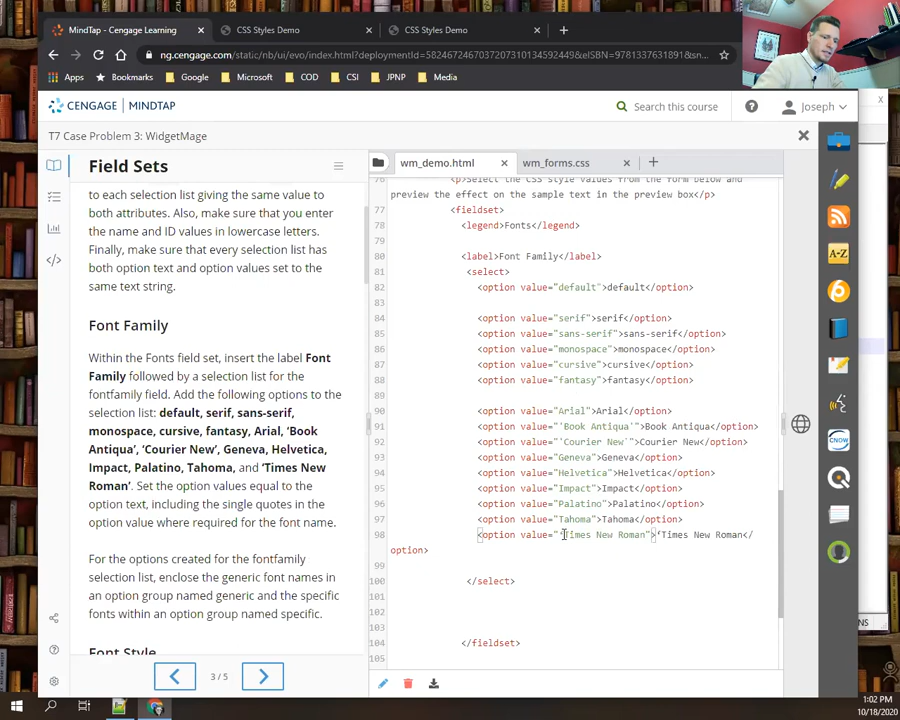 MindTap - Cengage Learning
CSS Styles Demo
CSS Styles Demo
ng.cengage.com/static/nb/ui/evo/index.html?deploymentId=5824672467037207310134592449&eISBN=9781337631891&sn...
Apps
Bookmarks
Google
Microsoft
COD
CSI
JPNP
Media
CENGAGE | MINDTAP
Search this course
Joseph
T7 Case Problem 3: WidgetMage
Field Sets
to each selection list giving the same value to
both attributes. Also, make sure that you enter
the name and ID values in lowercase letters.
Finally, make sure that every selection list has
both option text and option values set to the
same text string.
Font Family
Within the Fonts field set, insert the label Font
Family followed by a selection list for the
fontfamily field. Add the following options to the
selection list: default, serif, sans-serif,
monospace, cursive, fantasy, Arial, 'Book
Antiqua', 'Courier New', Geneva, Helvetica,
Impact, Palatino, Tahoma, and 'Times New
Roman'. Set the option values equal to the
option text, including the single quotes in the
option value where required for the font name.
For the options created for the fontfamily
selection list, enclose the generic font names in
an option group named generic and the specific
fonts within an option group named specific.
Font Style
3 / 5
wm_demo.html
wm_forms.css
76 <p>Select the CSS style values from the form below and
preview the effect on the sample text in the preview box</p>
77 <fieldset>
78 <legend>Fonts</legend>
79
80 <label>Font Family</label>
81 <select>
82 <option value="default">default</option>
83
84 <option value="serif">serif</option>
85 <option value="sans-serif">sans-serif</option>
86 <option value="monospace">monospace</option>
87 <option value="cursive">cursive</option>
88 <option value="fantasy">fantasy</option>
89
90 <option value="Arial">Arial</option>
91 <option value="'Book Antiqua'">Book Antiqua</option>
92 <option value="'Courier New'">Courier New</option>
93 <option value="Geneva">Geneva</option>
94 <option value="Helvetica">Helvetica</option>
95 <option value="Impact">Impact</option>
96 <option value="Palatino">Palatino</option>
97 <option value="Tahoma">Tahoma</option>
98 <option value="'Times New Roman">'Times New Roman</
option>
99
100 </select>
101
102
103
104 </fieldset>
105
A-Z
CNOW
NS
1:02 PM
10/18/2020